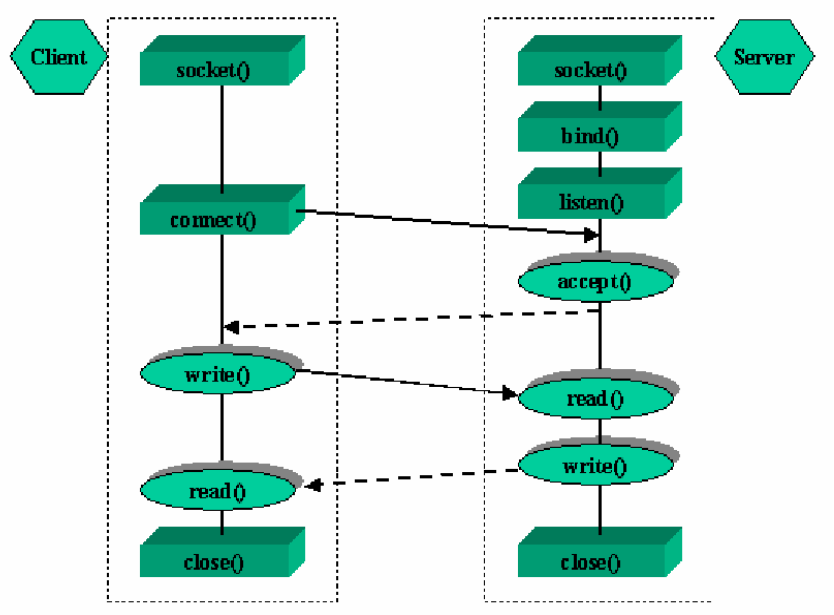 Client
socket()
connect()
write()
read()
close()
Server
socket()
bind()
listen()
accept()
read()
write()
close()